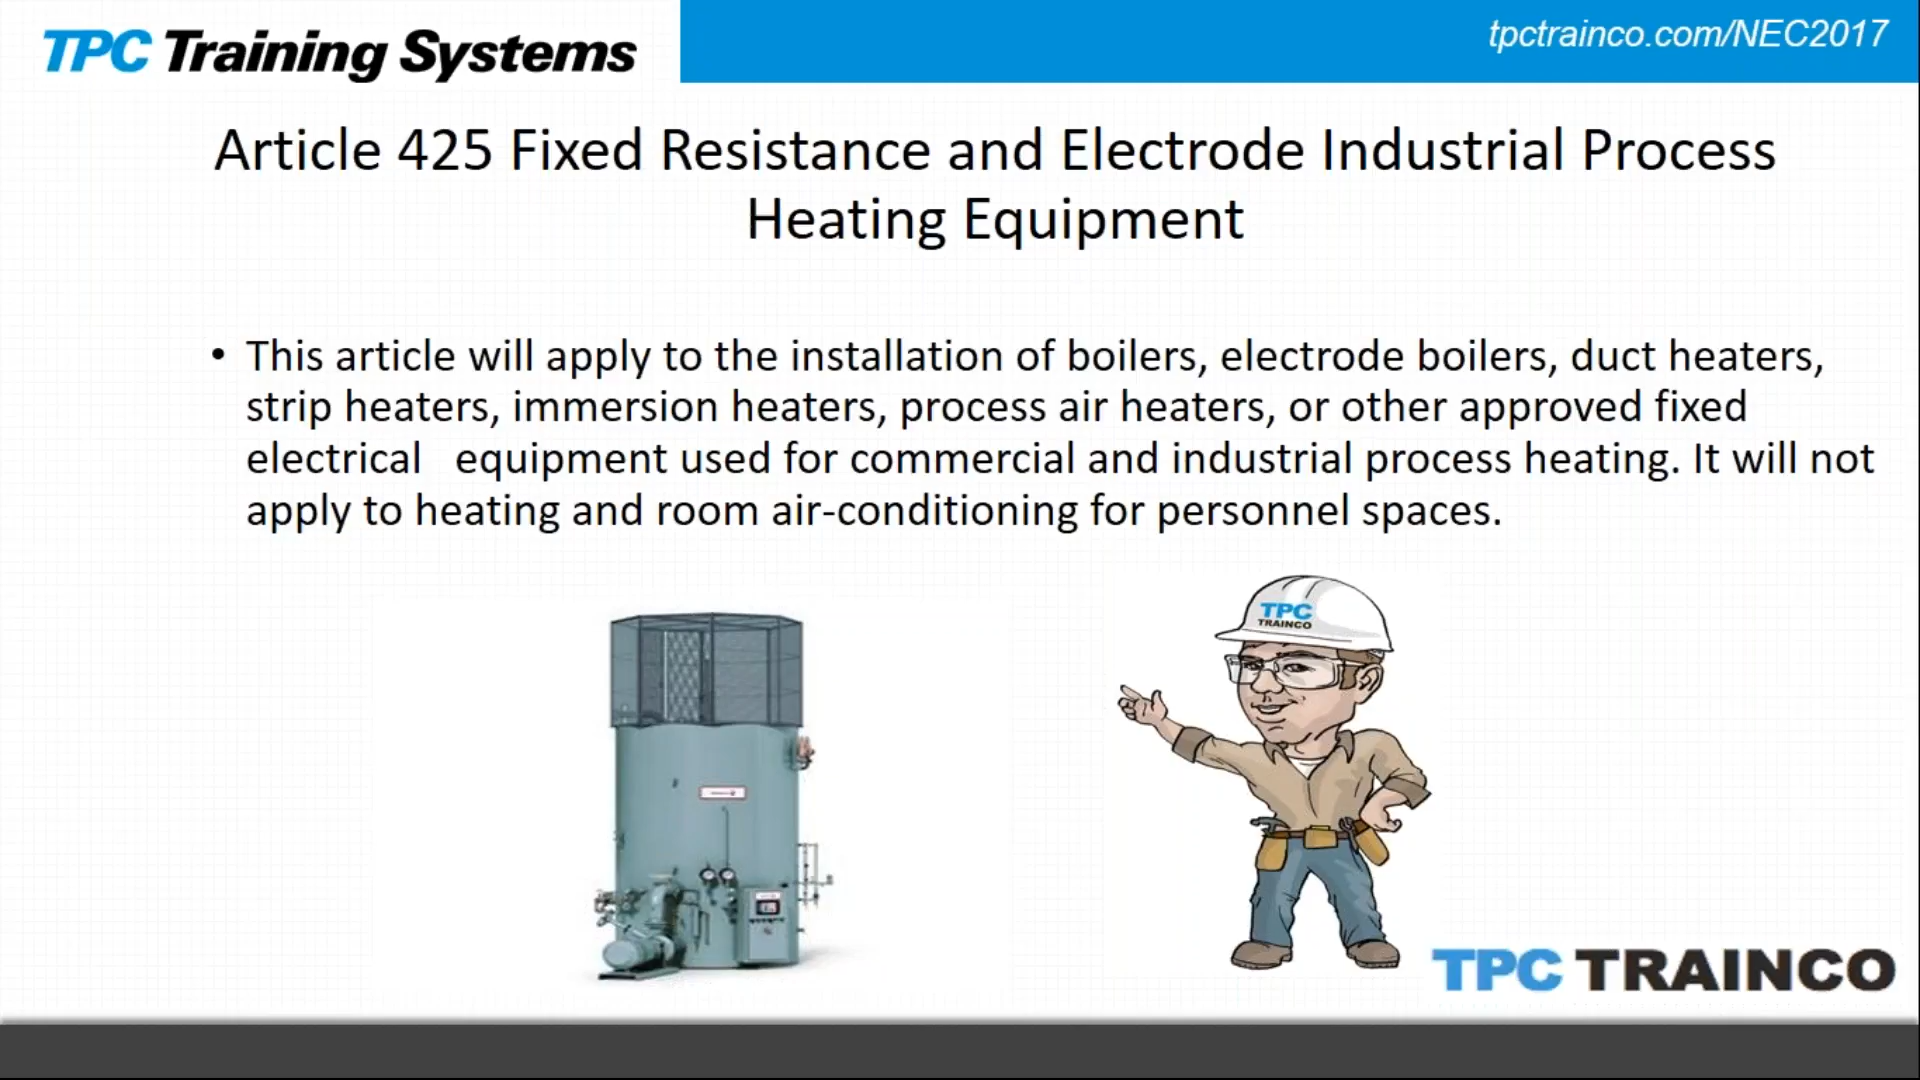 TPC Training Systems
tpctrainco.com/NEC2017
Article 425 Fixed Resistance and Electrode Industrial Process
Heating Equipment
• This article will apply to the installation of boilers, electrode boilers, duct heaters,
strip heaters, immersion heaters, process air heaters, or other approved fixed
electrical   equipment used for commercial and industrial process heating. It will not
apply to heating and room air-conditioning for personnel spaces.
TPC
TRAINCO
TPC TRAINCO